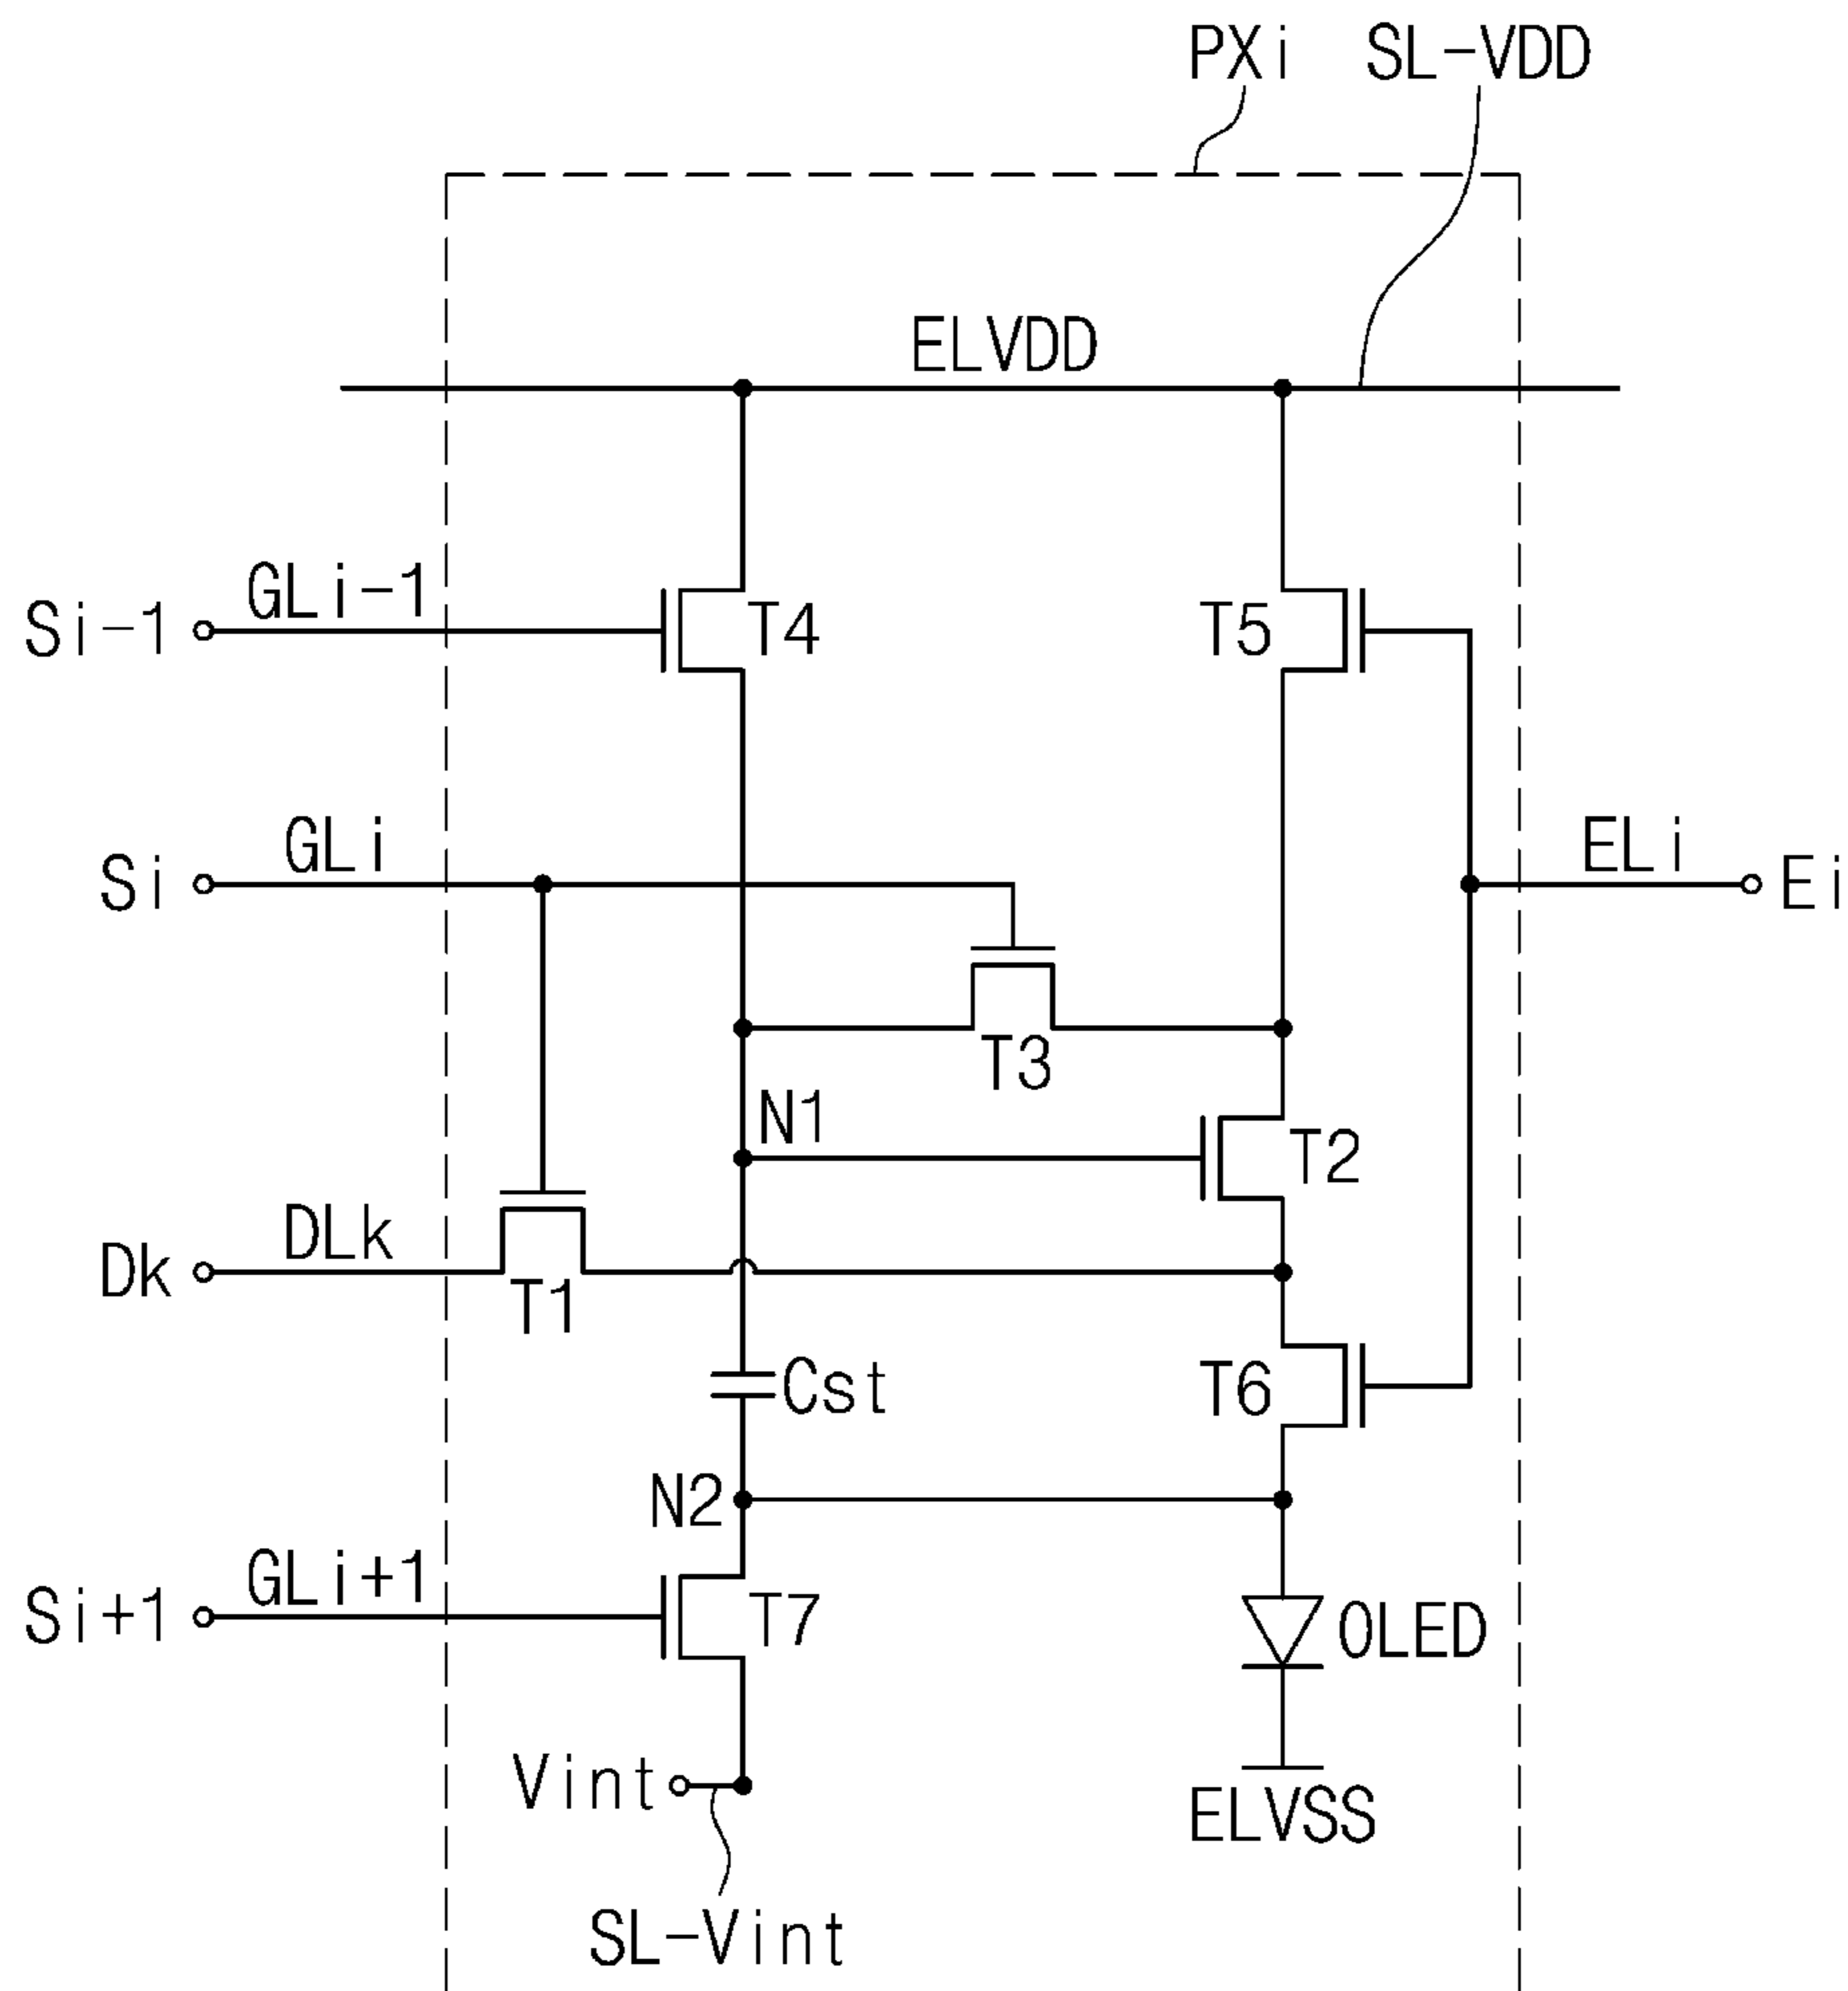 PXi SL-VDD
ELVDD
GLi-1
Si-1 T4 T5
GLi ELi
Si Ei
T3
N1
T2
DLk
Dk T1
Cst T6
N2
GLi+1
Si+1 T7 OLED
Vint
ELVSS
SL-Vint